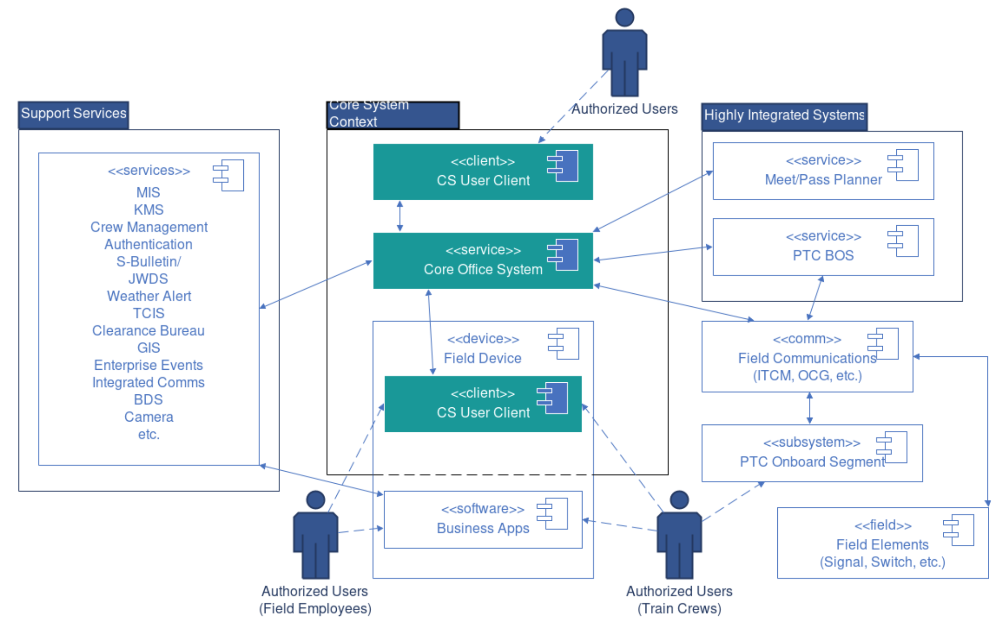 Authorized Users
Support Services
<<services>>
MIS
KMS
Crew Management
Authentication
S-Bulletin/
JWDS
Weather Alert
TCIS
Clearance Bureau
GIS
Enterprise Events
Integrated Comms
BDS
Camera
etc.
Core System
Context
<<client>>
CS User Client
<<service>>
Core Office System
<<device>>
Field Device
<<client>>
CS User Client
<<software>>
Business Apps
Highly Integrated Systems
<<service>>
Meet/Pass Planner
<<service>>
PTC BOS
<<comm>>
Field Communications
(ITCM, OCG, etc.)
<<subsystem>>
PTC Onboard Segment
<<field>>
Field Elements
(Signal, Switch, etc.)
Authorized Users
(Field Employees)
Authorized Users
(Train Crews)